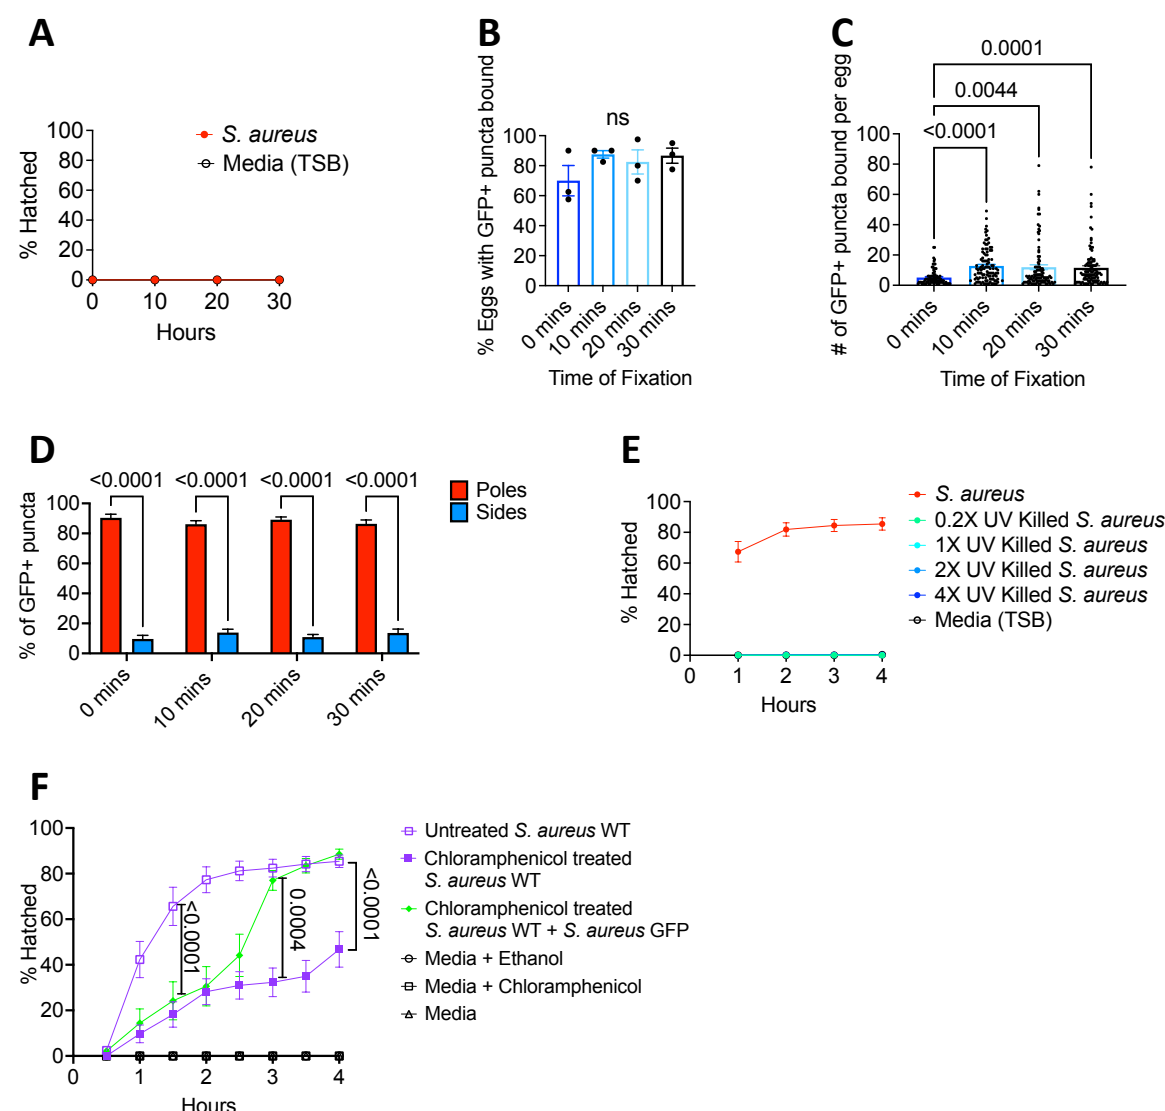 A
% Hatched
100
80
60
40
20
0
0 10 20 30
Hours
S. aureus
Media (TSB)
B
% Eggs with GFP+ puncta bound
ns
100
80
60
40
20
0
0 mins
10 mins
20 mins
30 mins
Time of Fixation
C
# of GFP+ puncta bound per egg
0.0001
0.0044
<0.0001
100
80
60
40
20
0
0 mins
10 mins
20 mins
30 mins
Time of Fixation
D
% of GFP+ puncta
<0.0001 <0.0001 <0.0001 <0.0001
100
80
60
40
20
0
0 mins
10 mins
20 mins
30 mins
Poles
Sides
E
% Hatched
100
80
60
40
20
0
0 1 2 3 4
Hours
S. aureus
0.2X UV Killed S. aureus
1X UV Killed S. aureus
2X UV Killed S. aureus
4X UV Killed S. aureus
Media (TSB)
F
% Hatched
100
80
60
40
20
0
0 1 2 3 4
Hours
<0.0001
0.0004
<0.0001
Untreated S. aureus WT
Chloramphenicol treated
S. aureus WT
Chloramphenicol treated
S. aureus WT + S. aureus GFP
Media + Ethanol
Media + Chloramphenicol
Media